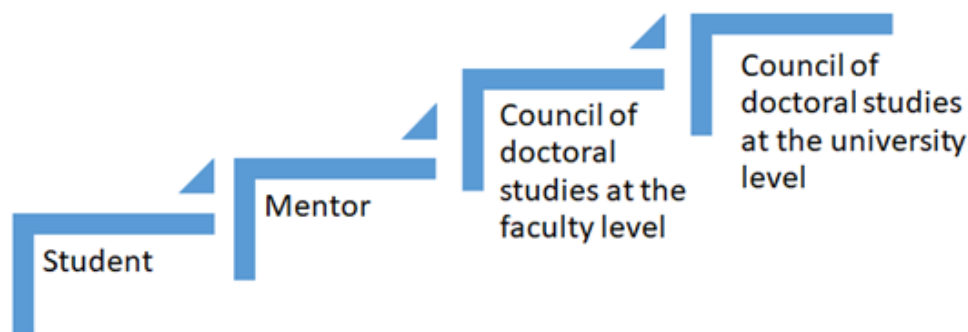 Student
Mentor
Council of
doctoral
studies at the
faculty level
Council of
doctoral studies
at the university
level